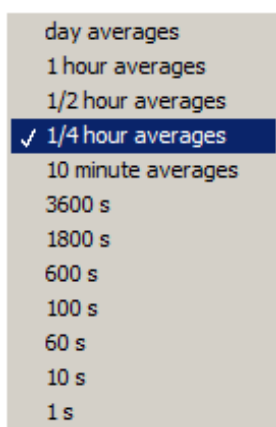 day averages
1 hour averages
1/2 hour averages
✓ 1/4 hour averages
10 minute averages
3600 s
1800 s
600 s
100 s
60 s
10 s
1 s